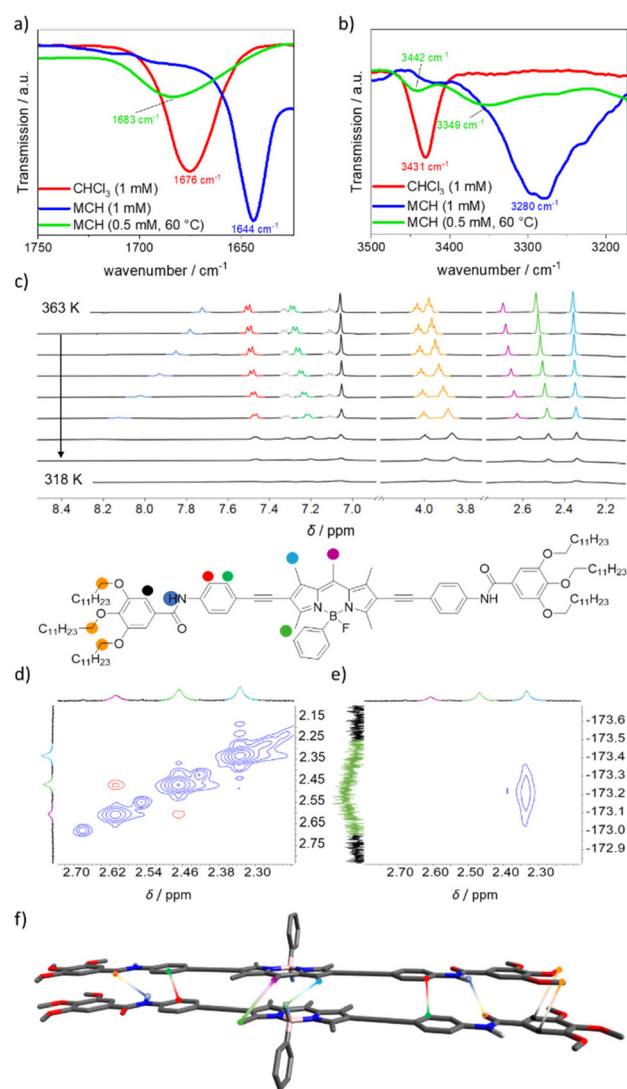 a)
Transmission / a.u.
1683 cm⁻¹
1676 cm⁻¹
1644 cm⁻¹
CHCl₃ (1 mM)
MCH (1 mM)
MCH (0.5 mM, 60 °C)
1750 1700 1650
wavenumber / cm⁻¹
b)
Transmission / a.u.
3442 cm⁻¹
3349 cm⁻¹
3431 cm⁻¹
3280 cm⁻¹
CHCl₃ (1 mM)
MCH (1 mM)
MCH (0.5 mM, 60 °C)
3500 3400 3300 3200
wavenumber / cm⁻¹
c)
363 K
318 K
8.4 8.2 8.0 7.8 7.6 7.4 7.2 7.0 4.0 3.8 2.6 2.4 2.2
δ / ppm
C₁₁H₂₃ O
C₁₁H₂₃ O
C₁₁H₂₃ O
O
HN
N B N
F
O
NH
O C₁₁H₂₃
O C₁₁H₂₃
O C₁₁H₂₃
d)
2.15
2.25
2.35
2.45
2.55
2.65
2.75
2.70 2.62 2.54 2.46 2.38 2.30
δ / ppm
e)
-173.6
-173.5
-173.4
-173.3
-173.2
-173.1
-173.0
-172.9
2.70 2.60 2.50 2.40 2.30
δ / ppm
f)